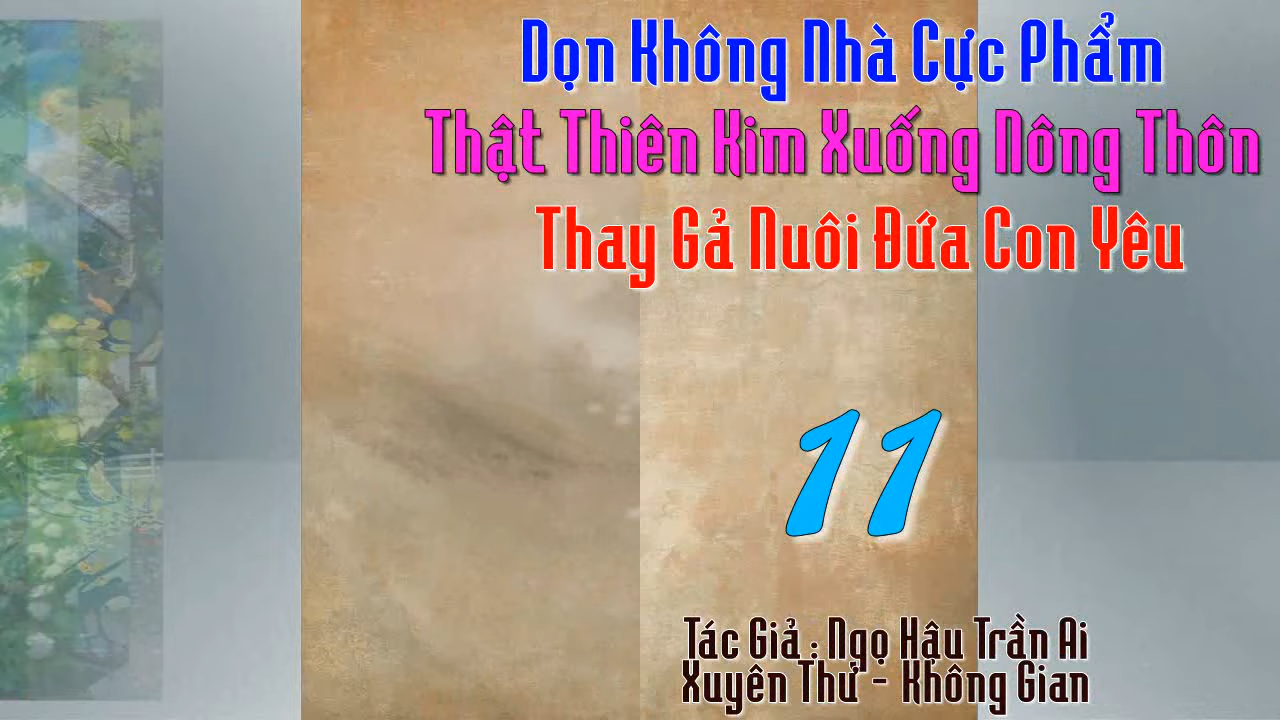 Dọn Không Nhà Cực Phẩm
Thật Thiên Kim Xuống Nông Thôn
Thay Gả Nuôi Đứa Con Yêu
11
Tác Giả : Ngọ Hậu Trần Ai
Xuyên Thư - Không Gian